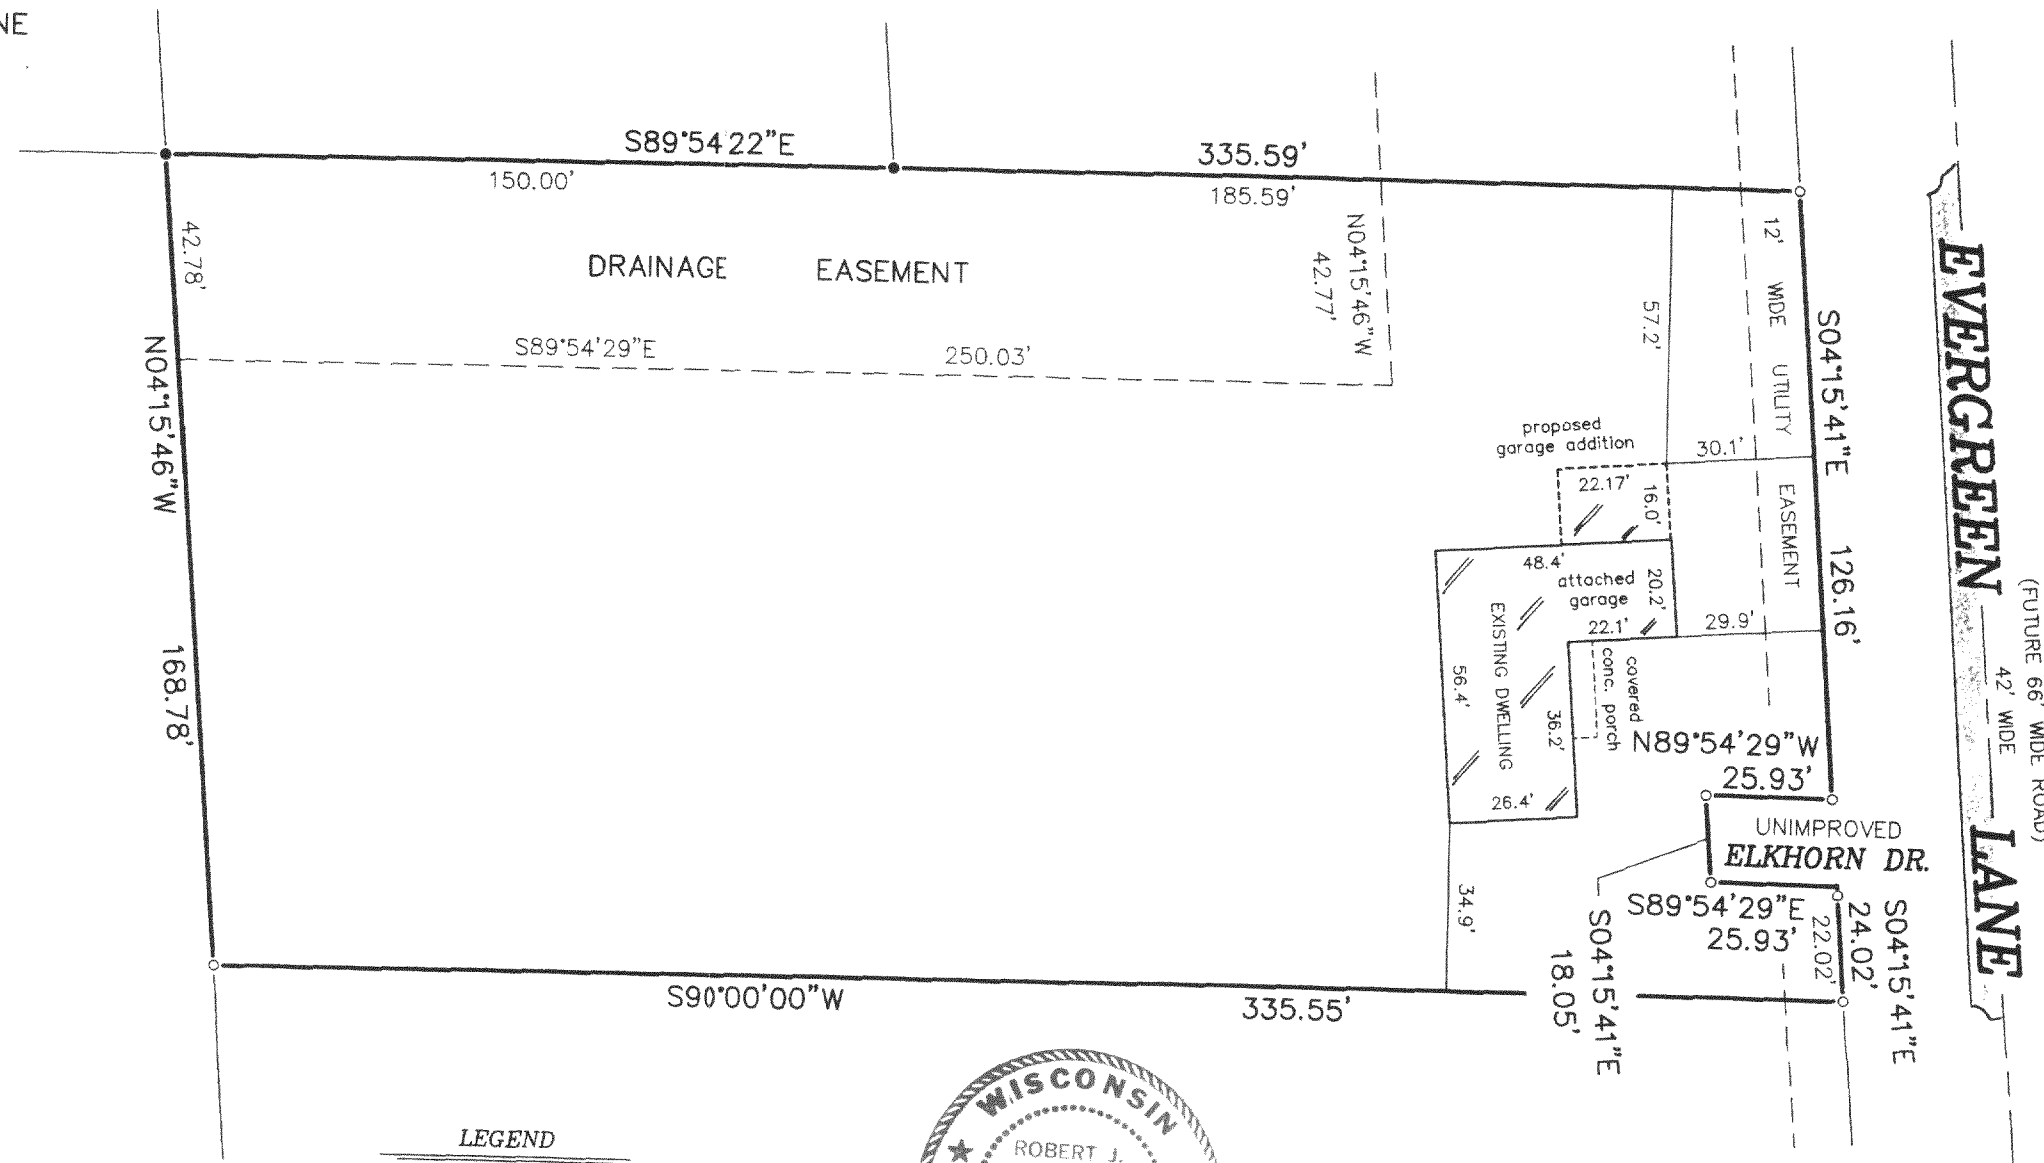 NE
S89°54'22"E
335.59'
150.00'
185.59'
42.78'
DRAINAGE EASEMENT
N04°15'46"W
42.77'
S89°54'29"E
250.03'
N04°15'46"W
168.78'
57.2'
12' WIDE UTILITY EASEMENT
S04°15'41"E
126.16'
EVERGREEN LANE
(FUTURE 66' WIDE ROAD)
42' WIDE
proposed
garage addition
30.1'
22.17'
16.0'
48.4'
attached
garage
20.2'
22.1'
29.9'
EXISTING DWELLING
56.4'
covered
conc. porch
36.2'
26.4'
N89°54'29"W
25.93'
UNIMPROVED
ELKHORN DR.
S89°54'29"E
25.93'
22.02'
24.02'
S04°15'41"E
34.9'
S04°15'41"E
18.05'
S90°00'00"W
335.55'
WISCONSIN
ROBERT J.
LEGEND